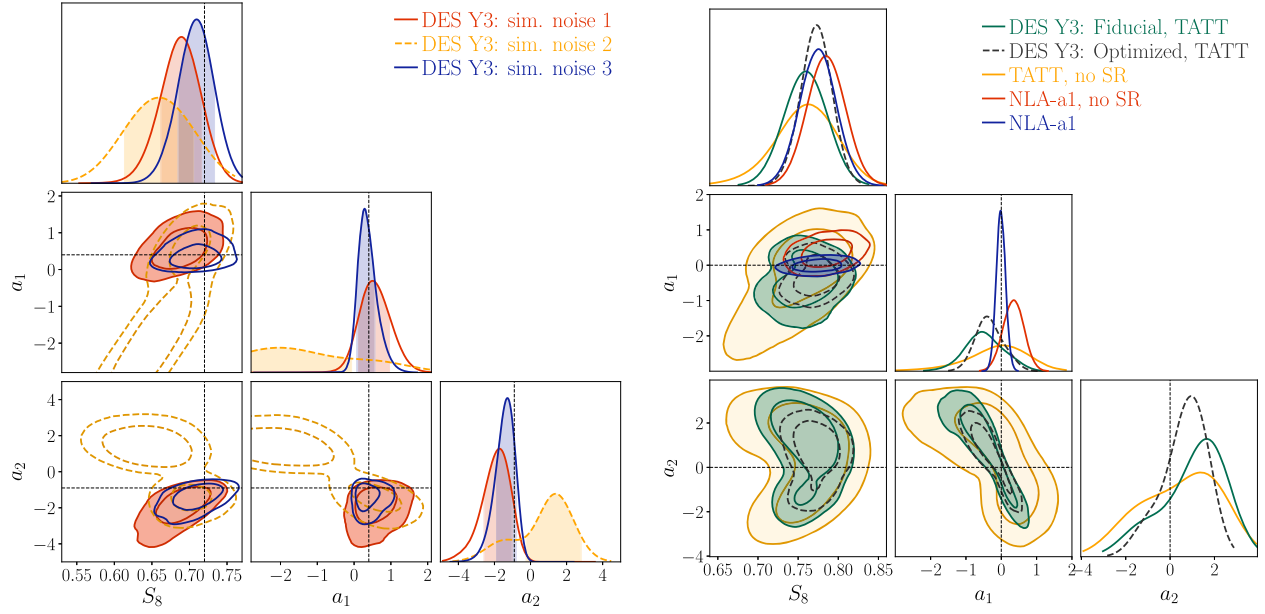 DES Y3: sim. noise 1
DES Y3: sim. noise 2
DES Y3: sim. noise 3
2
1
0
−1
−2
a₁
4
2
0
−2
−4
a₂
0.55 0.60 0.65 0.70 0.75
S₈
−2 −1 0 1 2
a₁
−4 −2 0 2 4
a₂
DES Y3: Fiducial, TATT
DES Y3: Optimized, TATT
TATT, no SR
NLA-a1, no SR
NLA-a1
2
1
0
−1
−2
a₁
2
0
−2
−4
a₂
0.65 0.70 0.75 0.80 0.85
S₈
−2 −1 0 1 2
a₁
−4 −2 0 2
a₂